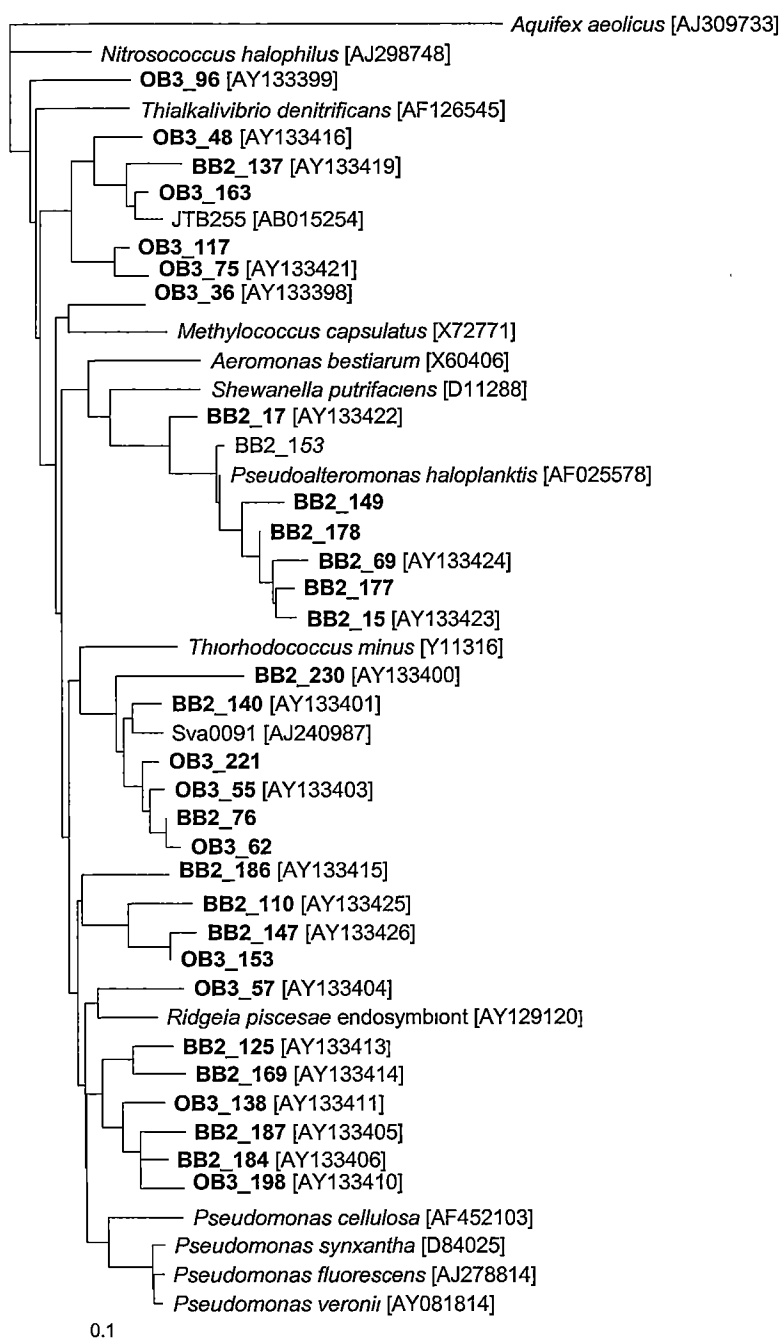 Aquifex aeolicus [AJ309733]
Nitrosococcus halophilus [AJ298748]
OB3_96 [AY133399]
Thialkalivibrio denitrificans [AF126545]
OB3_48 [AY133416]
BB2_137 [AY133419]
OB3_163
JTB255 [AB015254]
OB3_117
OB3_75 [AY133421]
OB3_36 [AY133398]
Methylococcus capsulatus [X72771]
Aeromonas bestiarum [X60406]
Shewanella putrifaciens [D11288]
BB2_17 [AY133422]
BB2_153
Pseudoalteromonas haloplanktis [AF025578]
BB2_149
BB2_178
BB2_69 [AY133424]
BB2_177
BB2_15 [AY133423]
Thiorhodococcus minus [Y11316]
BB2_230 [AY133400]
BB2_140 [AY133401]
Sva0091 [AJ240987]
OB3_221
OB3_55 [AY133403]
BB2_76
OB3_62
BB2_186 [AY133415]
BB2_110 [AY133425]
BB2_147 [AY133426]
OB3_153
OB3_57 [AY133404]
Ridgeia piscesae endosymbiont [AY129120]
BB2_125 [AY133413]
BB2_169 [AY133414]
OB3_138 [AY133411]
BB2_187 [AY133405]
BB2_184 [AY133406]
OB3_198 [AY133410]
Pseudomonas cellulosa [AF452103]
Pseudomonas synxantha [D84025]
Pseudomonas fluorescens [AJ278814]
Pseudomonas veronii [AY081814]
0.1